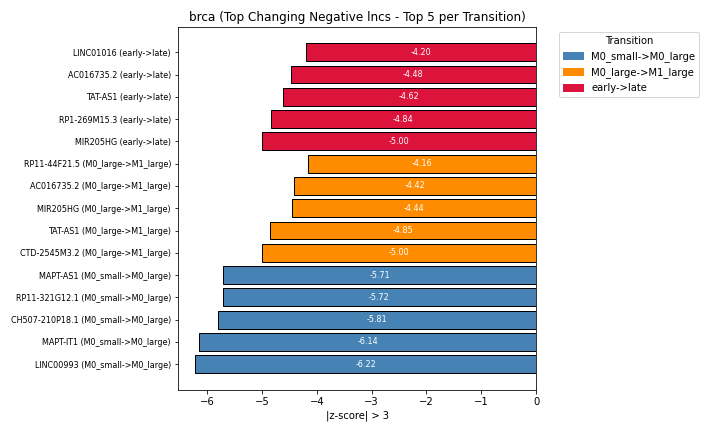 brca (Top Changing Negative lncs - Top 5 per Transition)
LINC01016 (early->late)
-4.20
AC016735.2 (early->late)
-4.48
TAT-AS1 (early->late)
-4.62
RP1-269M15.3 (early->late)
-4.84
MIR205HG (early->late)
-5.00
RP11-44F21.5 (M0_large->M1_large)
-4.16
AC016735.2 (M0_large->M1_large)
-4.42
MIR205HG (M0_large->M1_large)
-4.44
TAT-AS1 (M0_large->M1_large)
-4.85
CTD-2545M3.2 (M0_large->M1_large)
-5.00
MAPT-AS1 (M0_small->M0_large)
-5.71
RP11-321G12.1 (M0_small->M0_large)
-5.72
CH507-210P18.1 (M0_small->M0_large)
-5.81
MAPT-IT1 (M0_small->M0_large)
-6.14
LINC00993 (M0_small->M0_large)
-6.22
−6 −5 −4 −3 −2 −1 0
|z-score| > 3
Transition
M0_small->M0_large
M0_large->M1_large
early->late